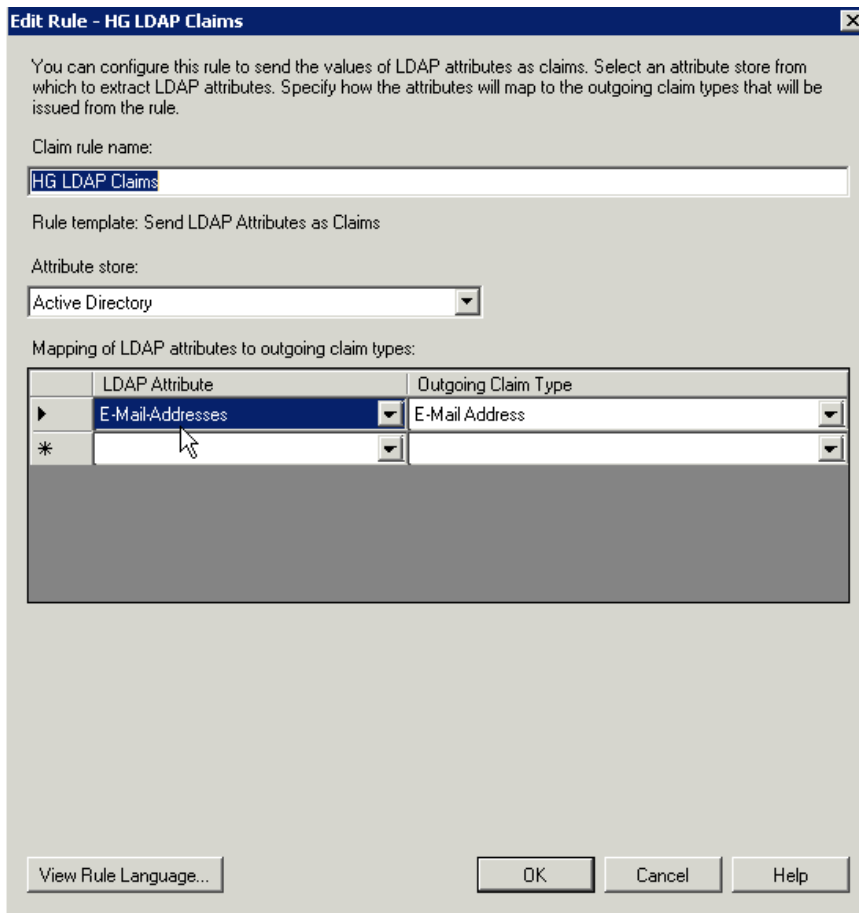 Edit Rule - HG LDAP Claims
You can configure this rule to send the values of LDAP attributes as claims. Select an attribute store from
which to extract LDAP attributes. Specify how the attributes will map to the outgoing claim types that will be
issued from the rule.
Claim rule name:
HG LDAP Claims
Rule template: Send LDAP Attributes as Claims
Attribute store:
Active Directory
Mapping of LDAP attributes to outgoing claim types:
LDAP Attribute Outgoing Claim Type
E-Mail-Addresses E-Mail Address
View Rule Language... OK Cancel Help